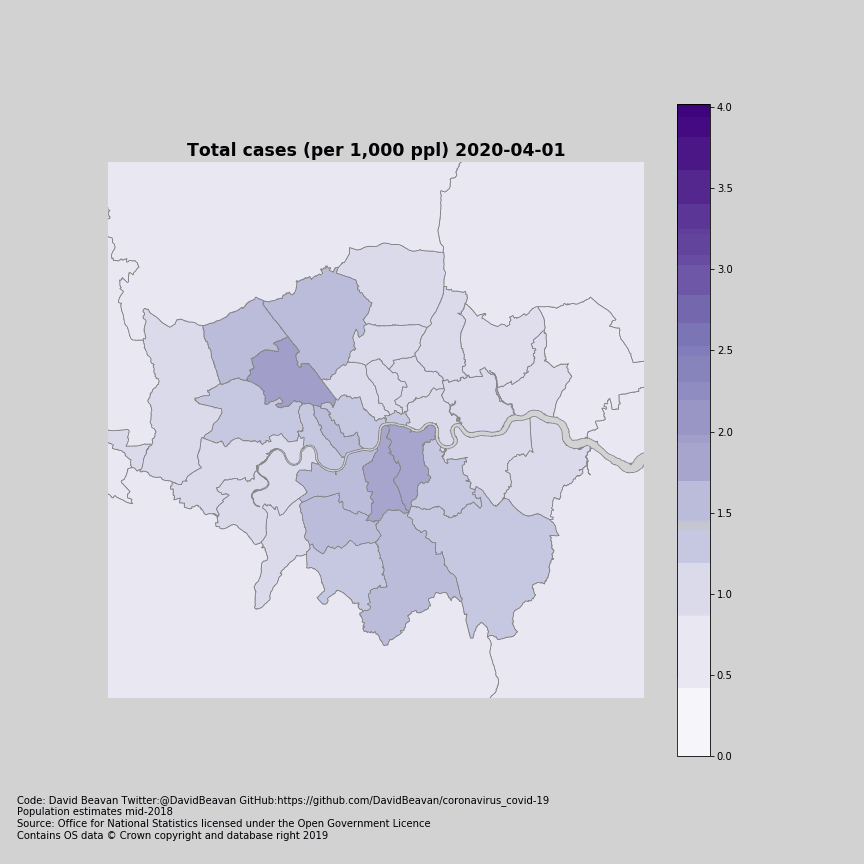 Total cases (per 1,000 ppl) 2020-04-01
4.0
3.5
3.0
2.5
2.0
1.5
1.0
0.5
0.0
Code: David Beavan Twitter:@DavidBeavan GitHub:https://github.com/DavidBeavan/coronavirus_covid-19
Population estimates mid-2018
Source: Office for National Statistics licensed under the Open Government Licence
Contains OS data © Crown copyright and database right 2019